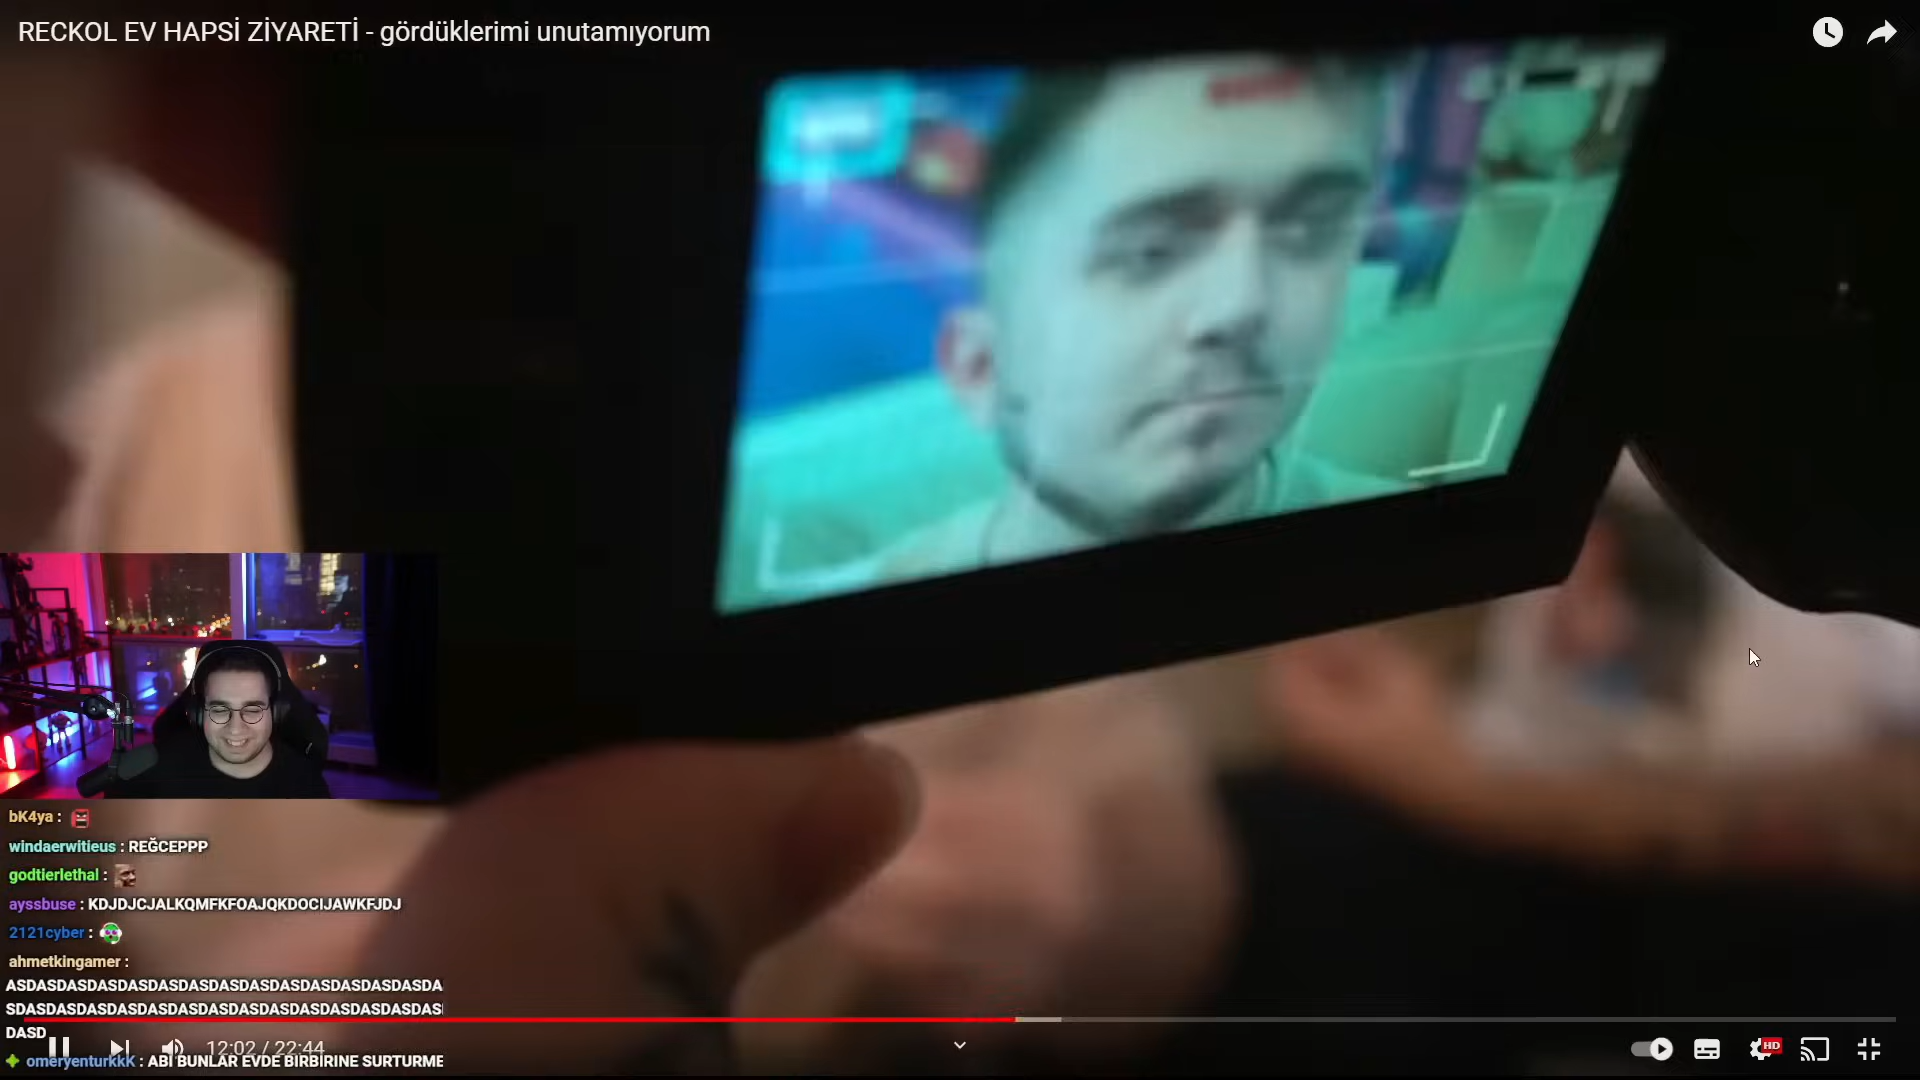 RECKOL EV HAPSİ ZİYARETİ - gördüklerimi unutamıyorum
bK4ya :
windaerwitieus : REĞCEPPP
godtierlethal :
ayssbuse : KDJDJCJALKQMFKFOAJQKDOCIJAWKFJDJ
2121cyber :
ahmetkingamer :
ASDASDASDASDASDASDASDASDASDASDASDASDASDA
SDASDASDASDASDASDASDASDASDASDASDASDASDAS
DASD
12:02 / 22:44
omeryenturkkK : ABİ BUNLAR EVDE BİRBİRİNE SURTURME
HD